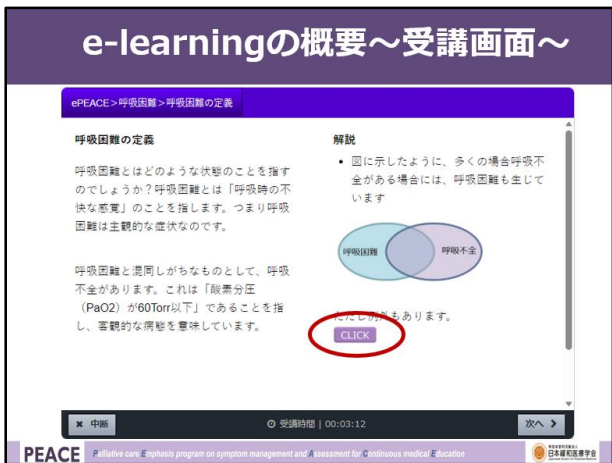 e-learningの概要～受講画面～
ePEACE>呼吸困難>呼吸困難の定義
呼吸困難の定義
呼吸困難とはどのような状態のことを指す
のでしょうか？呼吸困難とは「呼吸時の不
快な感覚」のことを指します。つまり呼吸
困難は主観的な症状なのです。
呼吸困難と混同しがちなものとして、呼吸
不全があります。これは「酸素分圧
（PaO2）が60Torr以下」であることを指
し、客観的な病態を意味しています。
解説
• 図に示したように、多くの場合呼吸不
全がある場合には、呼吸困難も生じて
います
呼吸困難
呼吸不全
ただし例外もあります。
CLICK
✖ 中断
受講時間 | 00:03:12
次へ ❯
PEACE
Palliative care Emphasis program on symptom management and Assessment for Continuous medical Education
日本緩和医療学会